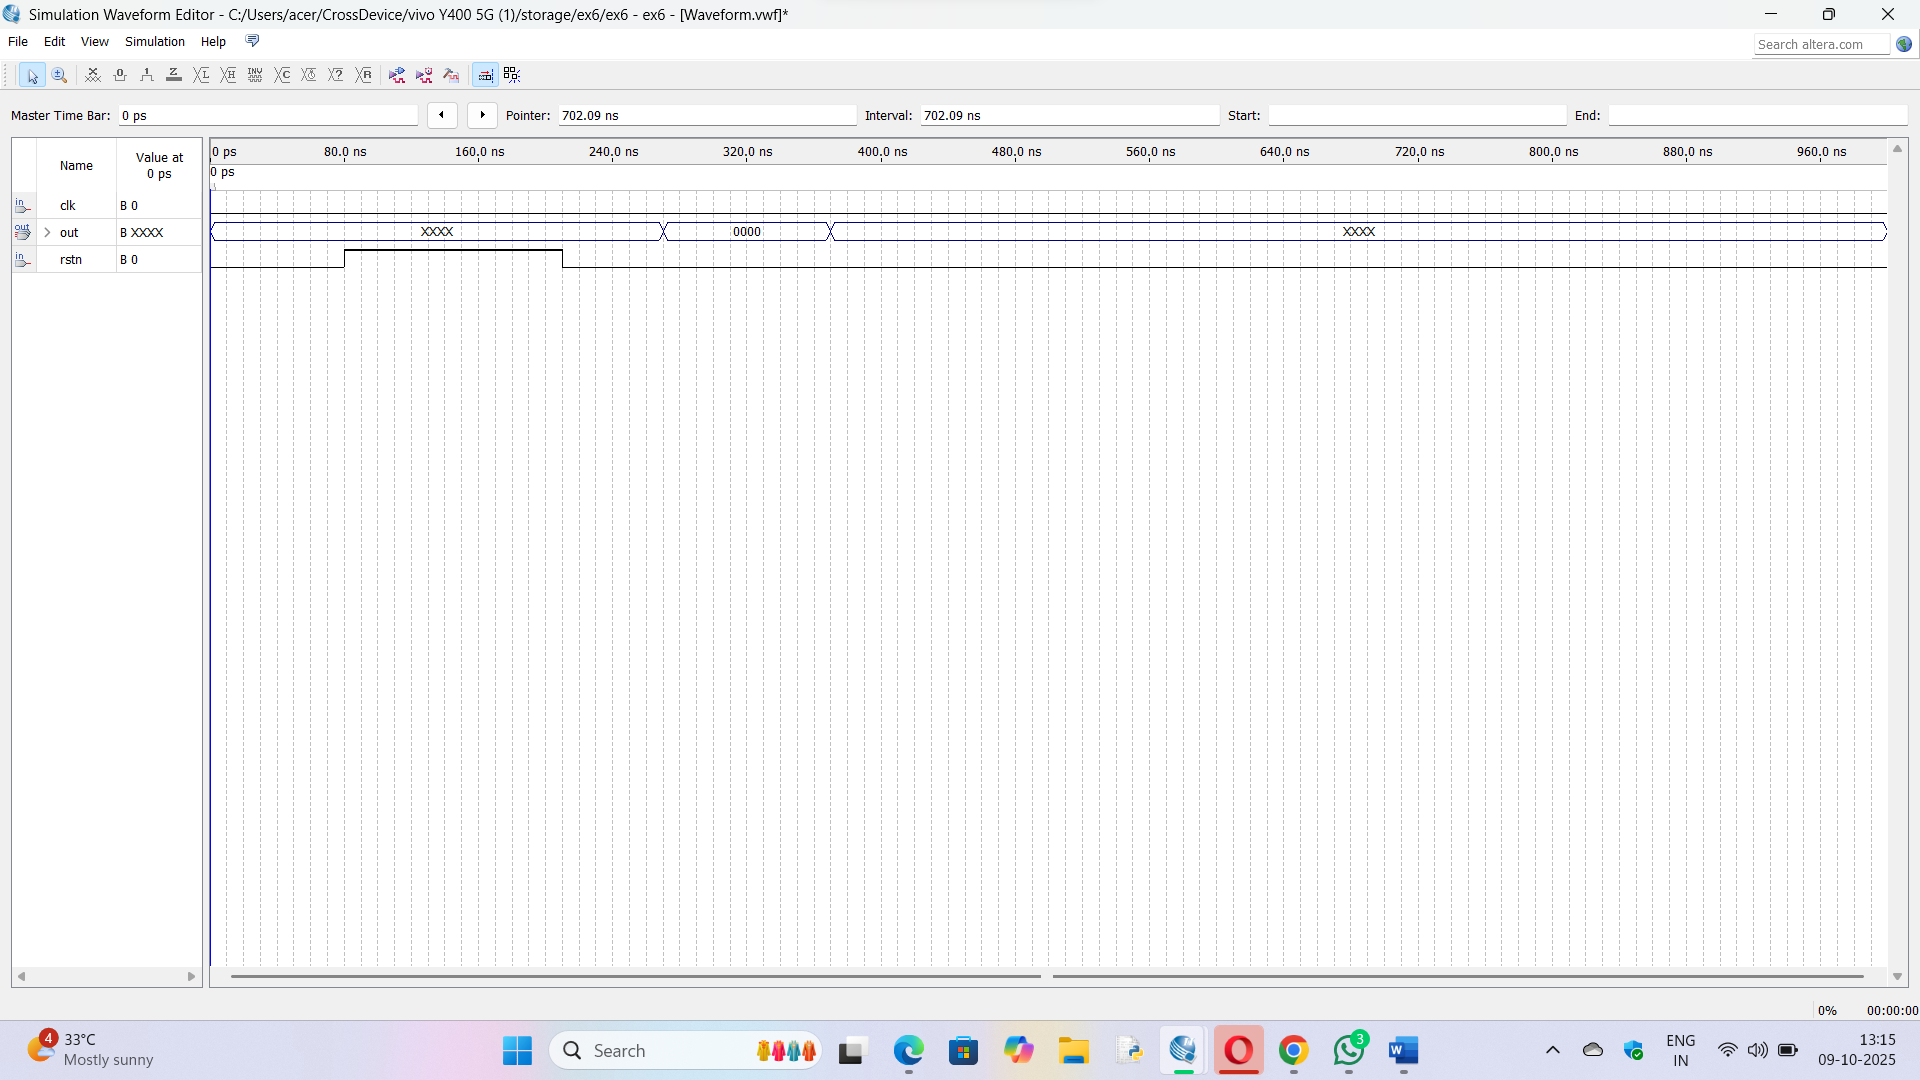 Simulation Waveform Editor - C:/Users/acer/CrossDevice/vivo Y400 5G (1)/storage/ex6/ex6 - ex6 - [Waveform.vwf]*
File Edit View Simulation Help
Search altera.com
Master Time Bar: 0 ps Pointer: 702.09 ns Interval: 702.09 ns Start: End:
Name Value at 0 ps
0 ps 80.0 ns 160.0 ns 240.0 ns 320.0 ns 400.0 ns 480.0 ns 560.0 ns 640.0 ns 720.0 ns 800.0 ns 880.0 ns 960.0 ns
0 ps
in clk B 0
out out B XXXX XXXX 0000 XXXX
in rstn B 0
0% 00:00:00
4 33°C
Mostly sunny
Search
3
ENG
IN
13:15
09-10-2025